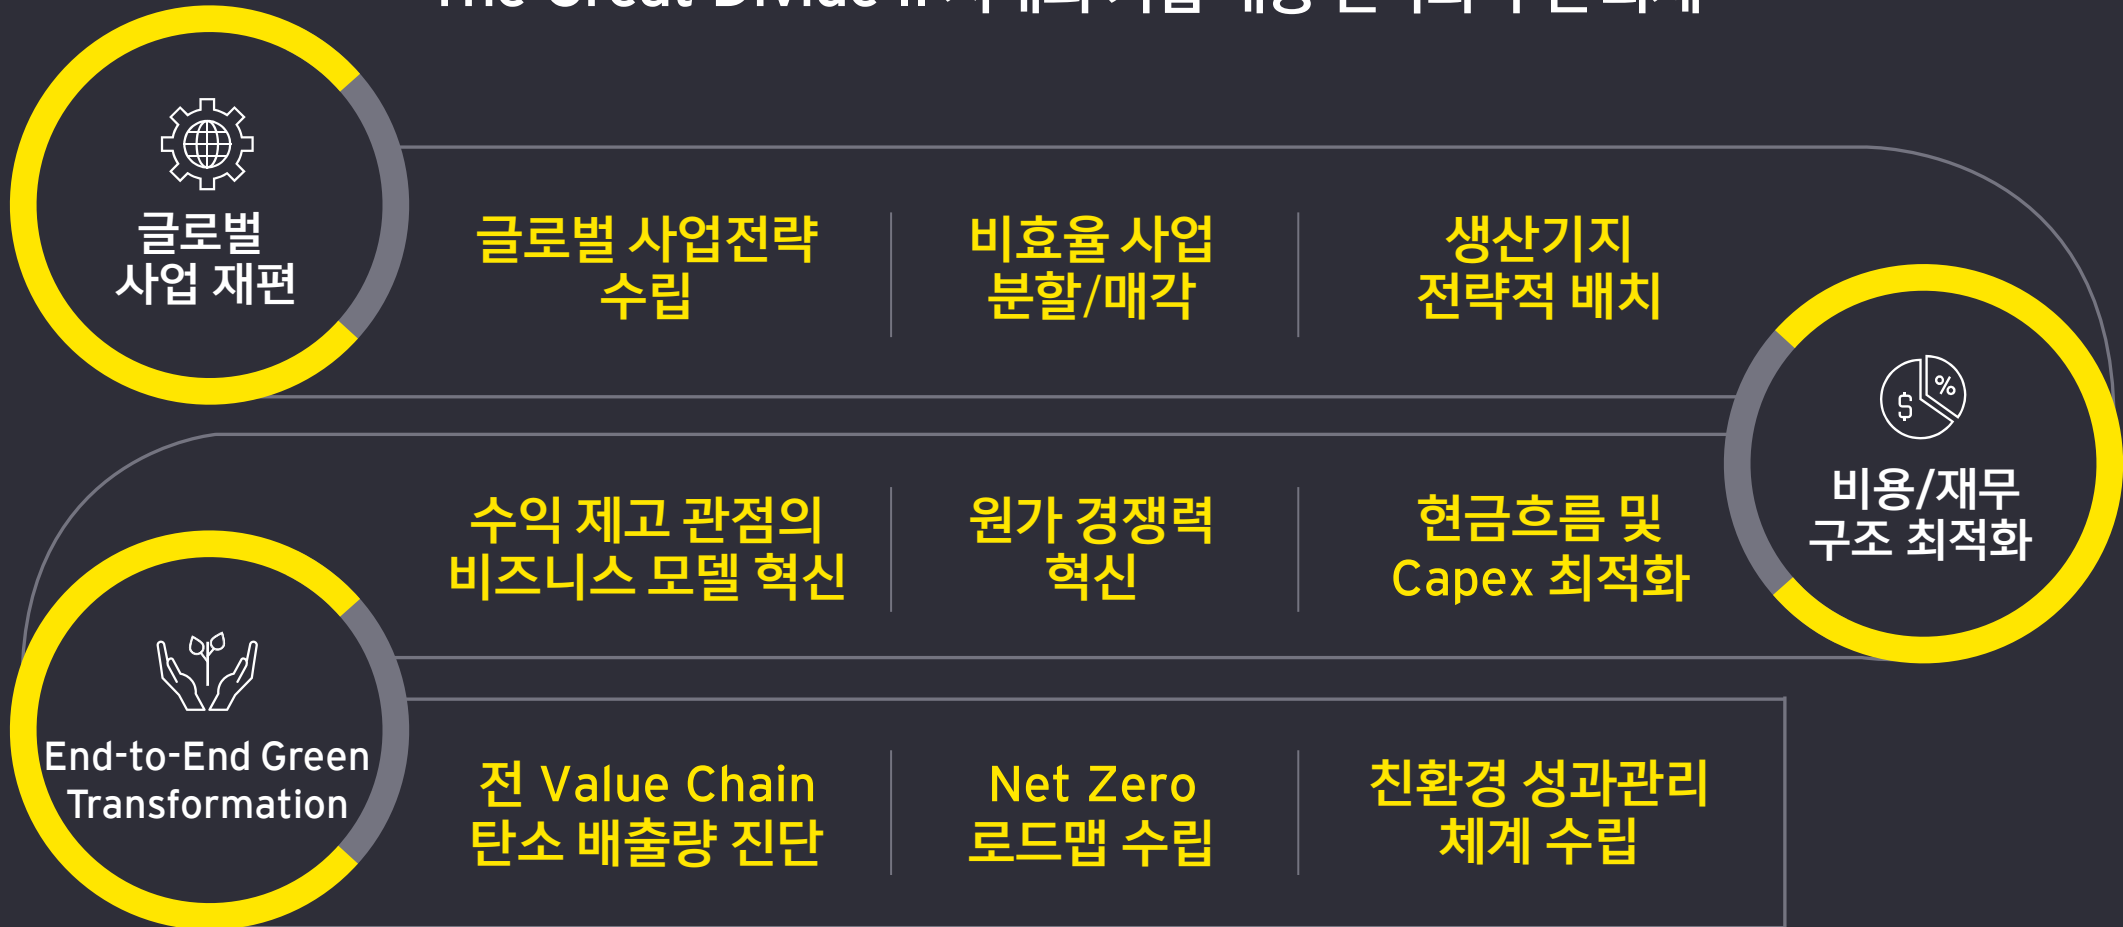 The Great Divide
글로벌
사업 재편
글로벌 사업전략
수립
비효율 사업
분할/매각
생산기지
전략적 배치
비용/재무
구조 최적화
수익 제고 관점의
비즈니스 모델 혁신
원가 경쟁력
혁신
현금흐름 및
Capex 최적화
End-to-End Green
Transformation
전 Value Chain
탄소 배출량 진단
Net Zero
로드맵 수립
친환경 성과관리
체계 수립